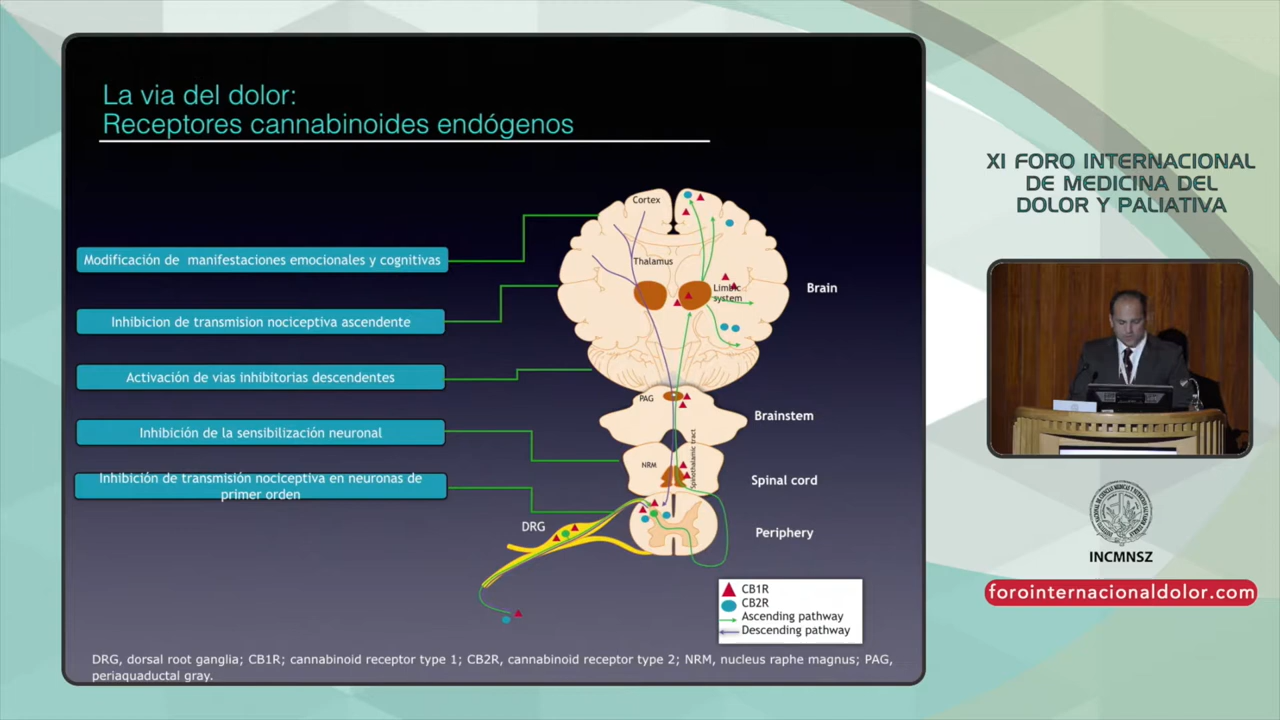 La via del dolor:
Receptores cannabinoides endógenos
Modificación de manifestaciones emocionales y cognitivas
Inhibicion de transmision nociceptiva ascendente
Activación de vias inhibitorias descendentes
Inhibición de la sensibilización neuronal
Inhibición de transmisión nociceptiva en neuronas de
primer orden
Cortex
Thalamus
Limbic
system
Brain
PAG
Brainstem
Spinothalamic tract
NRM
Spinal cord
DRG
Periphery
CB1R
CB2R
Ascending pathway
Descending pathway
DRG, dorsal root ganglia; CB1R; cannabinoid receptor type 1; CB2R, cannabinoid receptor type 2; NRM, nucleus raphe magnus; PAG,
periaquaductal gray.
XI FORO INTERNACIONAL
DE MEDICINA DEL
DOLOR Y PALIATIVA
INCMNSZ
forointernacionaldolor.com